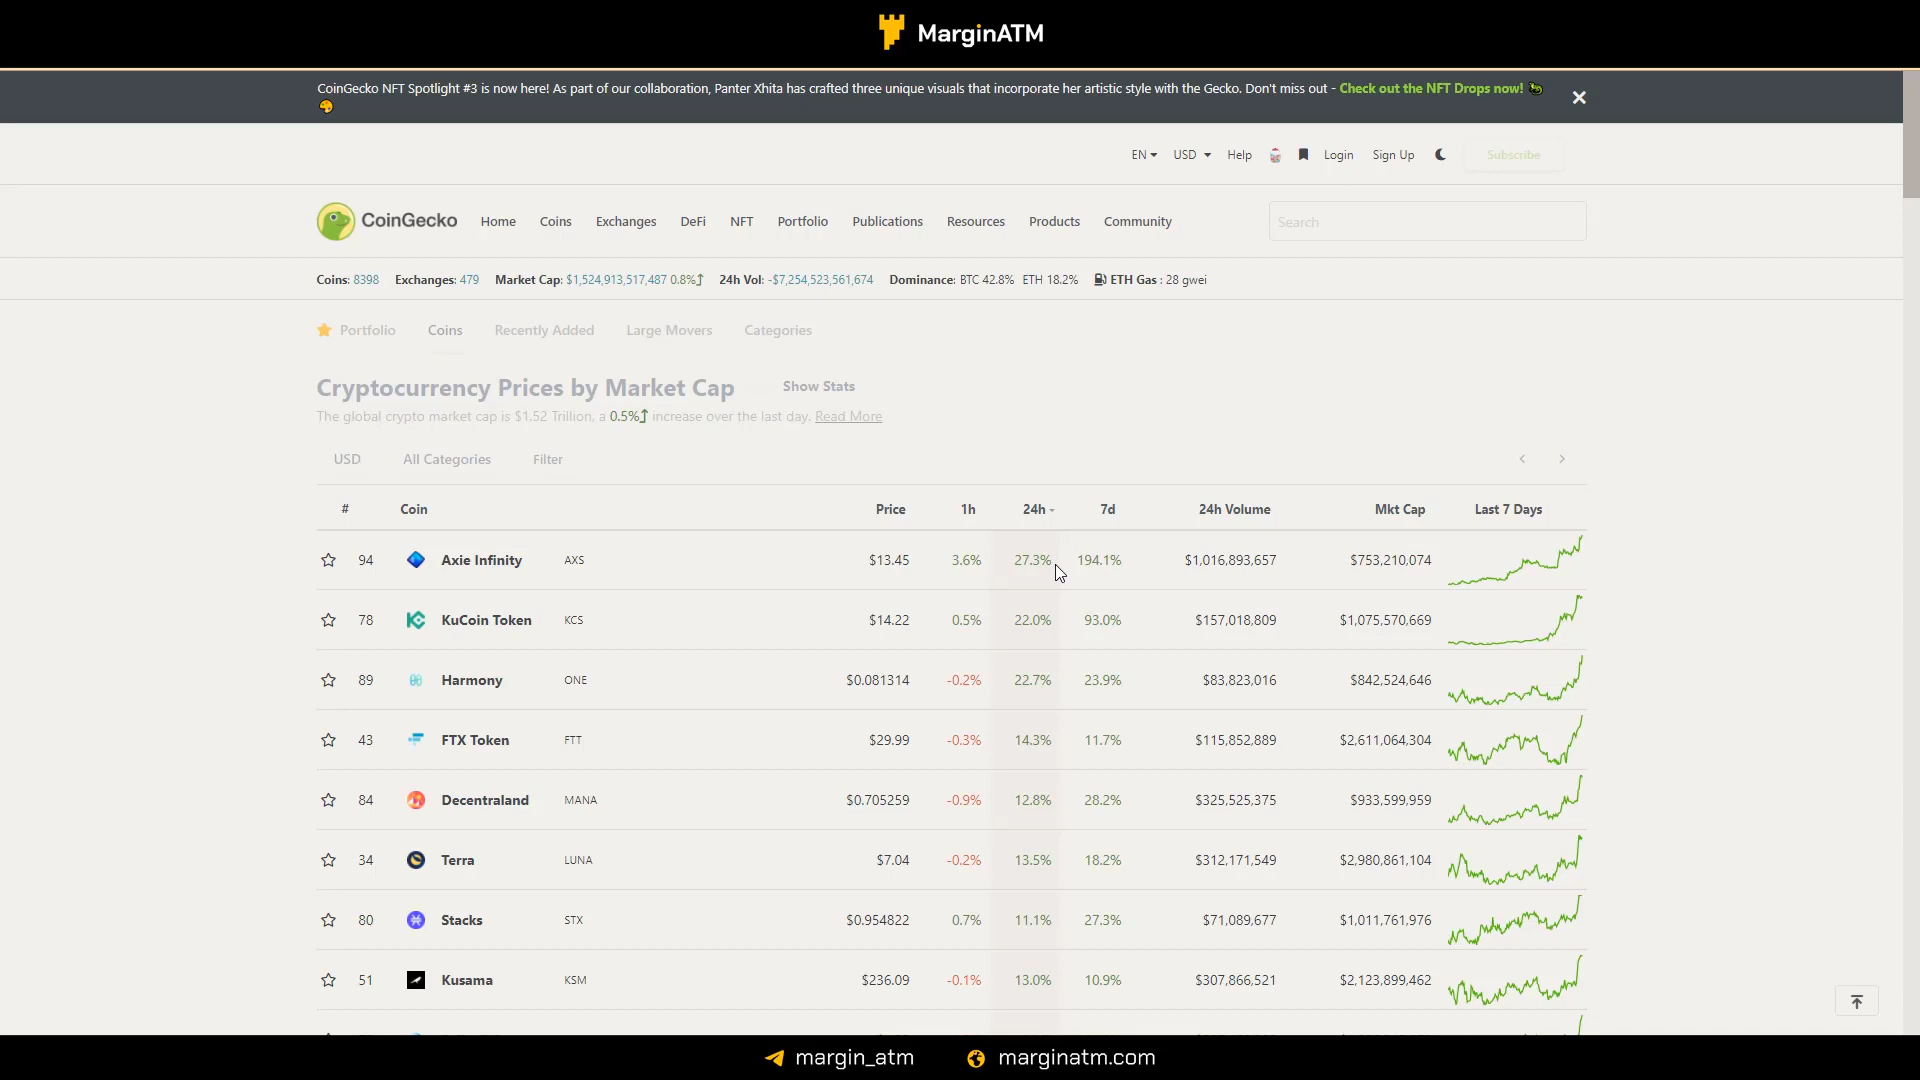 MarginATM
CoinGecko NFT Spotlight #3 is now here! As part of our collaboration, Panter Xhita has crafted three unique visuals that incorporate her artistic style with the Gecko. Don't miss out - Check out the NFT Drops now!
EN USD Help Login Sign Up Subscribe
CoinGecko Home Coins Exchanges DeFi NFT Portfolio Publications Resources Products Community Search
Coins: 8398 Exchanges: 479 Market Cap: $1,524,913,517,487 0.8% 24h Vol: -$7,254,523,561,674 Dominance: BTC 42.8% ETH 18.2% ETH Gas : 28 gwei
Portfolio Coins Recently Added Large Movers Categories
Cryptocurrency Prices by Market Cap Show Stats
The global crypto market cap is $1.52 Trillion, a 0.5% increase over the last day. Read More
USD All Categories Filter
# Coin Price 1h 24h 7d 24h Volume Mkt Cap Last 7 Days
94 Axie Infinity AXS $13.45 3.6% 27.3% 194.1% $1,016,893,657 $753,210,074
78 KuCoin Token KCS $14.22 0.5% 22.0% 93.0% $157,018,809 $1,075,570,669
89 Harmony ONE $0.081314 -0.2% 22.7% 23.9% $83,823,016 $842,524,646
43 FTX Token FTT $29.99 -0.3% 14.3% 11.7% $115,852,889 $2,611,064,304
84 Decentraland MANA $0.705259 -0.9% 12.8% 28.2% $325,525,375 $933,599,959
34 Terra LUNA $7.04 -0.2% 13.5% 18.2% $312,171,549 $2,980,861,104
80 Stacks STX $0.954822 0.7% 11.1% 27.3% $71,089,677 $1,011,761,976
51 Kusama KSM $236.09 -0.1% 13.0% 10.9% $307,866,521 $2,123,899,462
margin_atm marginatm.com